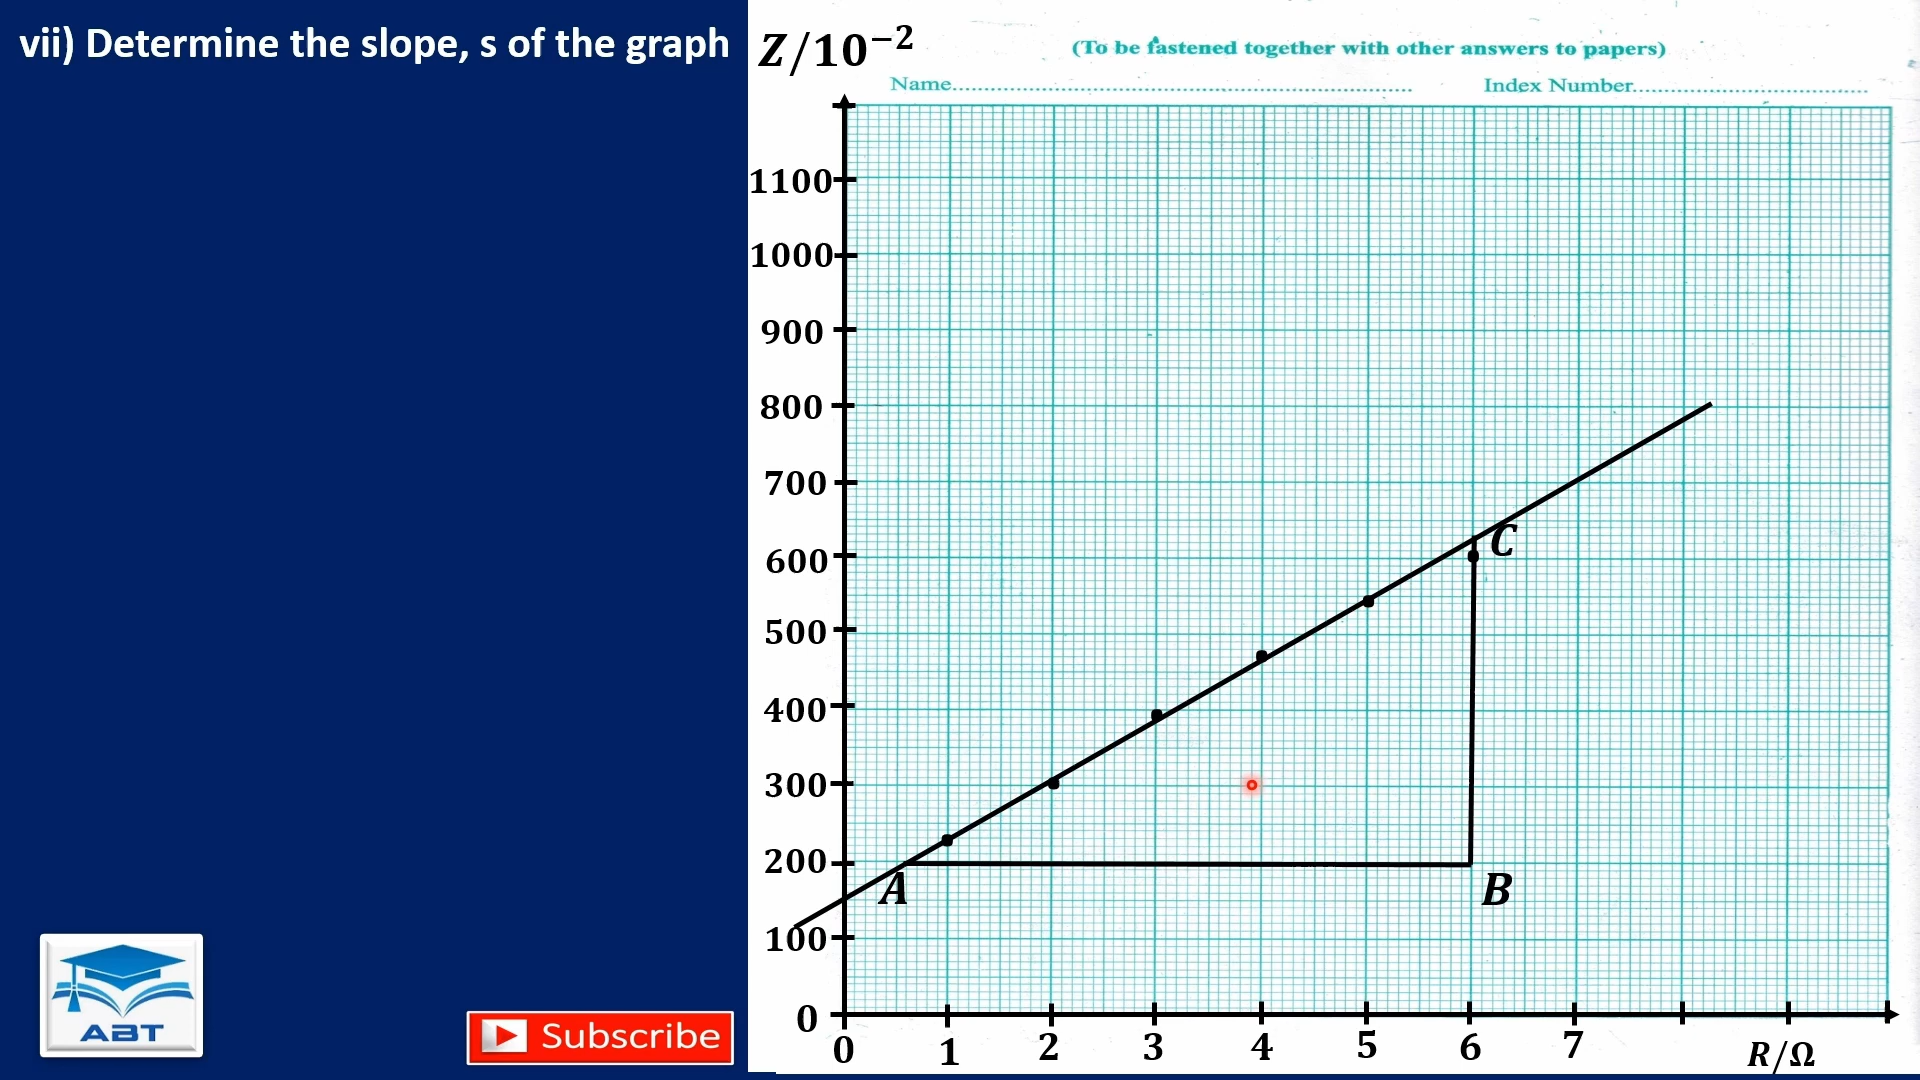 vii) Determine the slope, s of the graph
Z/10⁻²
(To be fastened together with other answers to papers)
Name.......... Index Number..........
1100
1000
900
800
700
600
500
400
300
200
100
0
C
A
B
0 1 2 3 4 5 6 7 R/Ω
ABT
Subscribe